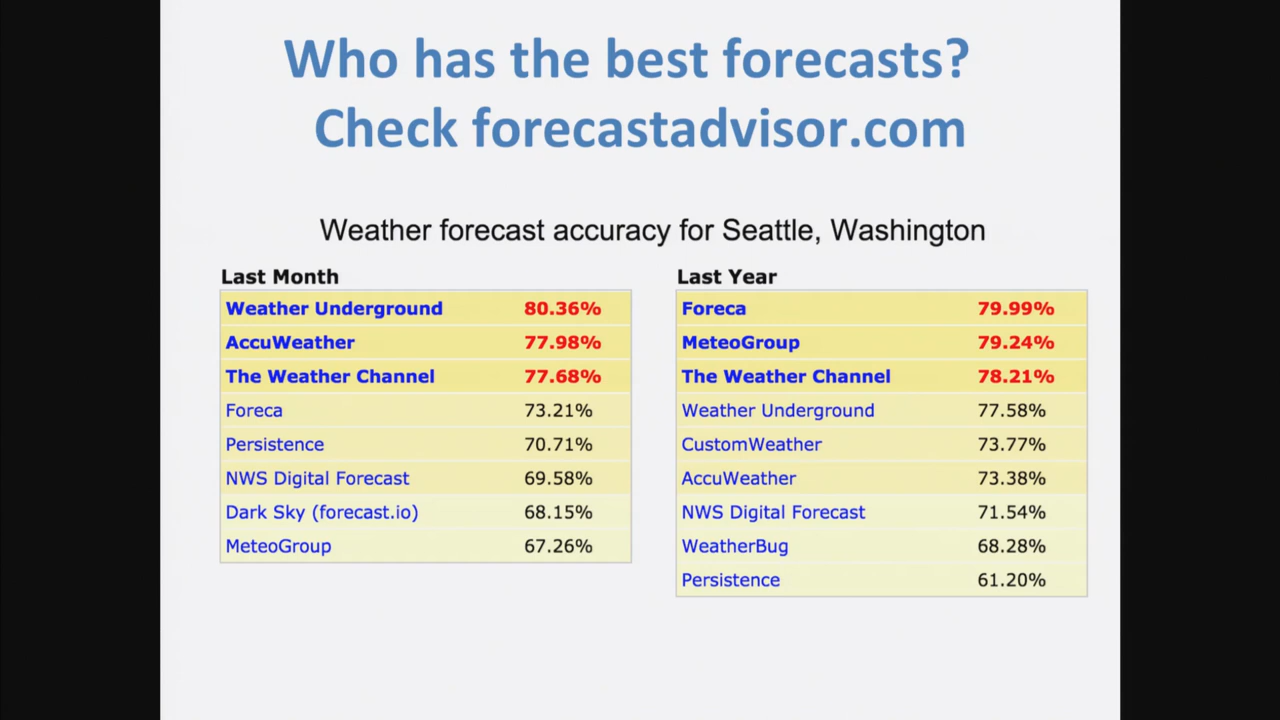 Who has the best forecasts?
Check forecastadvisor.com
Weather forecast accuracy for Seattle, Washington
Last Month
Weather Underground 80.36%
AccuWeather 77.98%
The Weather Channel 77.68%
Foreca 73.21%
Persistence 70.71%
NWS Digital Forecast 69.58%
Dark Sky (forecast.io) 68.15%
MeteoGroup 67.26%
Last Year
Foreca 79.99%
MeteoGroup 79.24%
The Weather Channel 78.21%
Weather Underground 77.58%
CustomWeather 73.77%
AccuWeather 73.38%
NWS Digital Forecast 71.54%
WeatherBug 68.28%
Persistence 61.20%